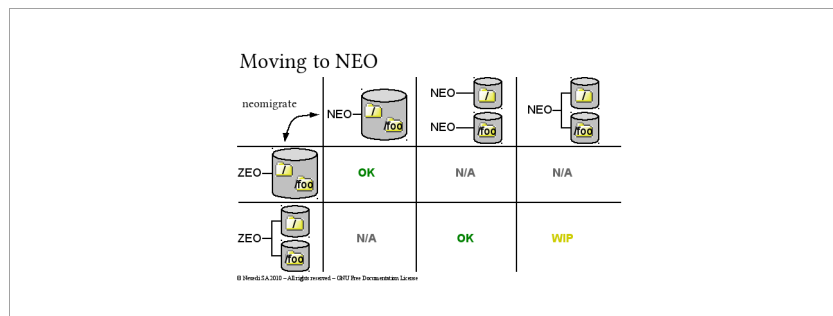 Moving to NEO
neomigrate
NEO
/
/foo
NEO
/
NEO
/foo
NEO
/
/foo
ZEO
/
/foo
OK
N/A
N/A
ZEO
/
/foo
N/A
OK
WIP
© Nexedi SA 2010 – All rights reserved – GNU Free Documentation License